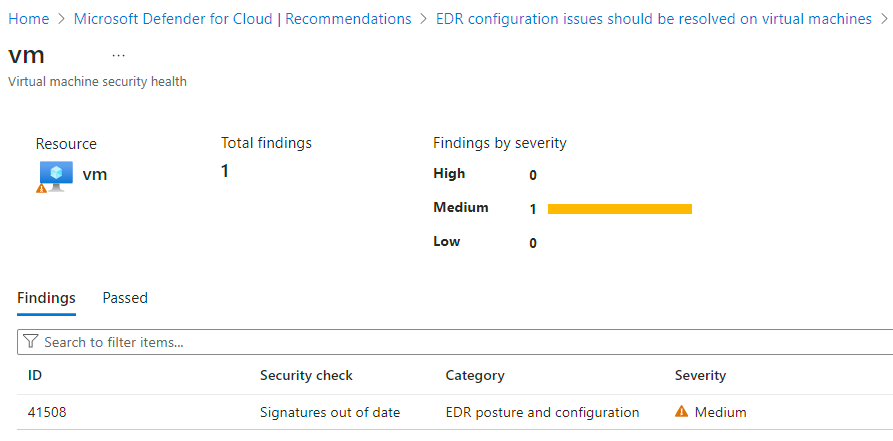 Home > Microsoft Defender for Cloud | Recommendations > EDR configuration issues should be resolved on virtual machines >
vm ...
Virtual machine security health
Resource Total findings Findings by severity
vm 1
High 0
Medium 1
Low 0
Findings Passed
Search to filter items...
ID Security check Category Severity
41508 Signatures out of date EDR posture and configuration Medium